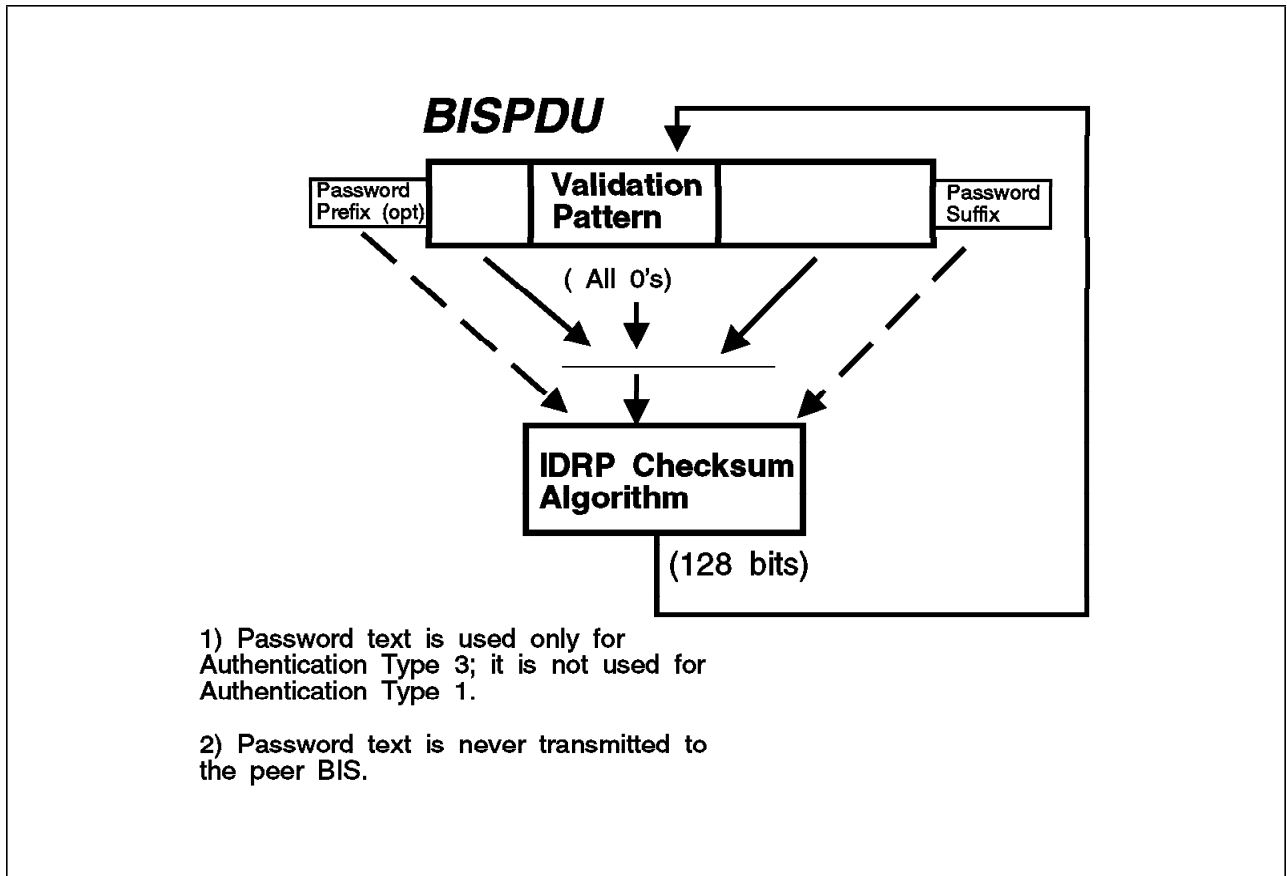 BISPDU
Password
Prefix (opt)
Validation
Pattern
Password
Suffix
( All 0's)
IDRP Checksum
Algorithm
(128 bits)
1) Password text is used only for
Authentication Type 3; it is not used for
Authentication Type 1.
2) Password text is never transmitted to
the peer BIS.